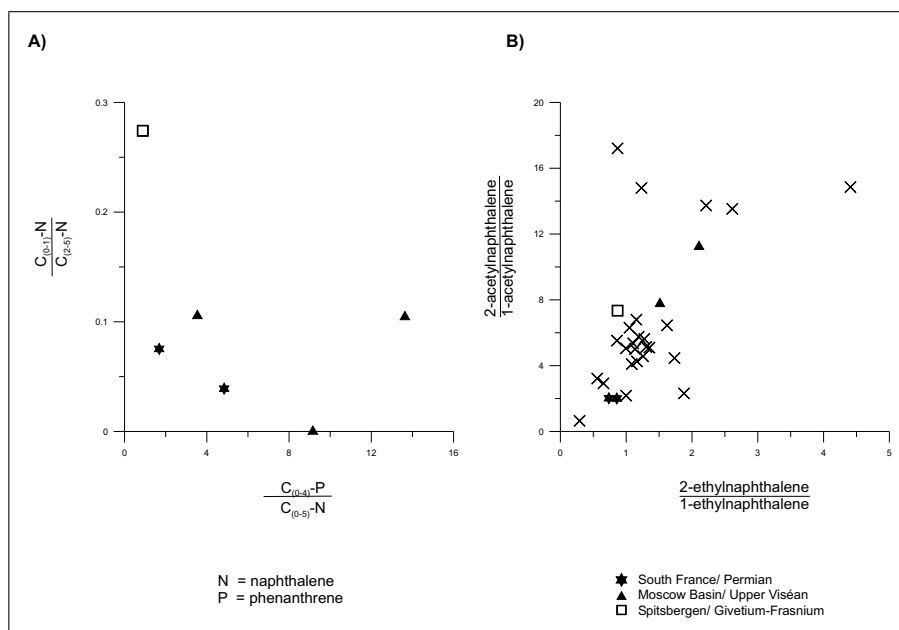 A)
B)
0.3
0.2
0.1
0
0
4
8
12
16
C(0-1)-N
C(2-5)-N
C(0-4)-P
C(0-5)-N
20
16
12
8
4
0
0
1
2
3
4
5
2-acetylnaphthalene
1-acetylnaphthalene
2-ethylnaphthalene
1-ethylnaphthalene
N = naphthalene
P = phenanthrene
South France/ Permian
Moscow Basin/ Upper Viséan
Spitsbergen/ Givetium-Frasnium